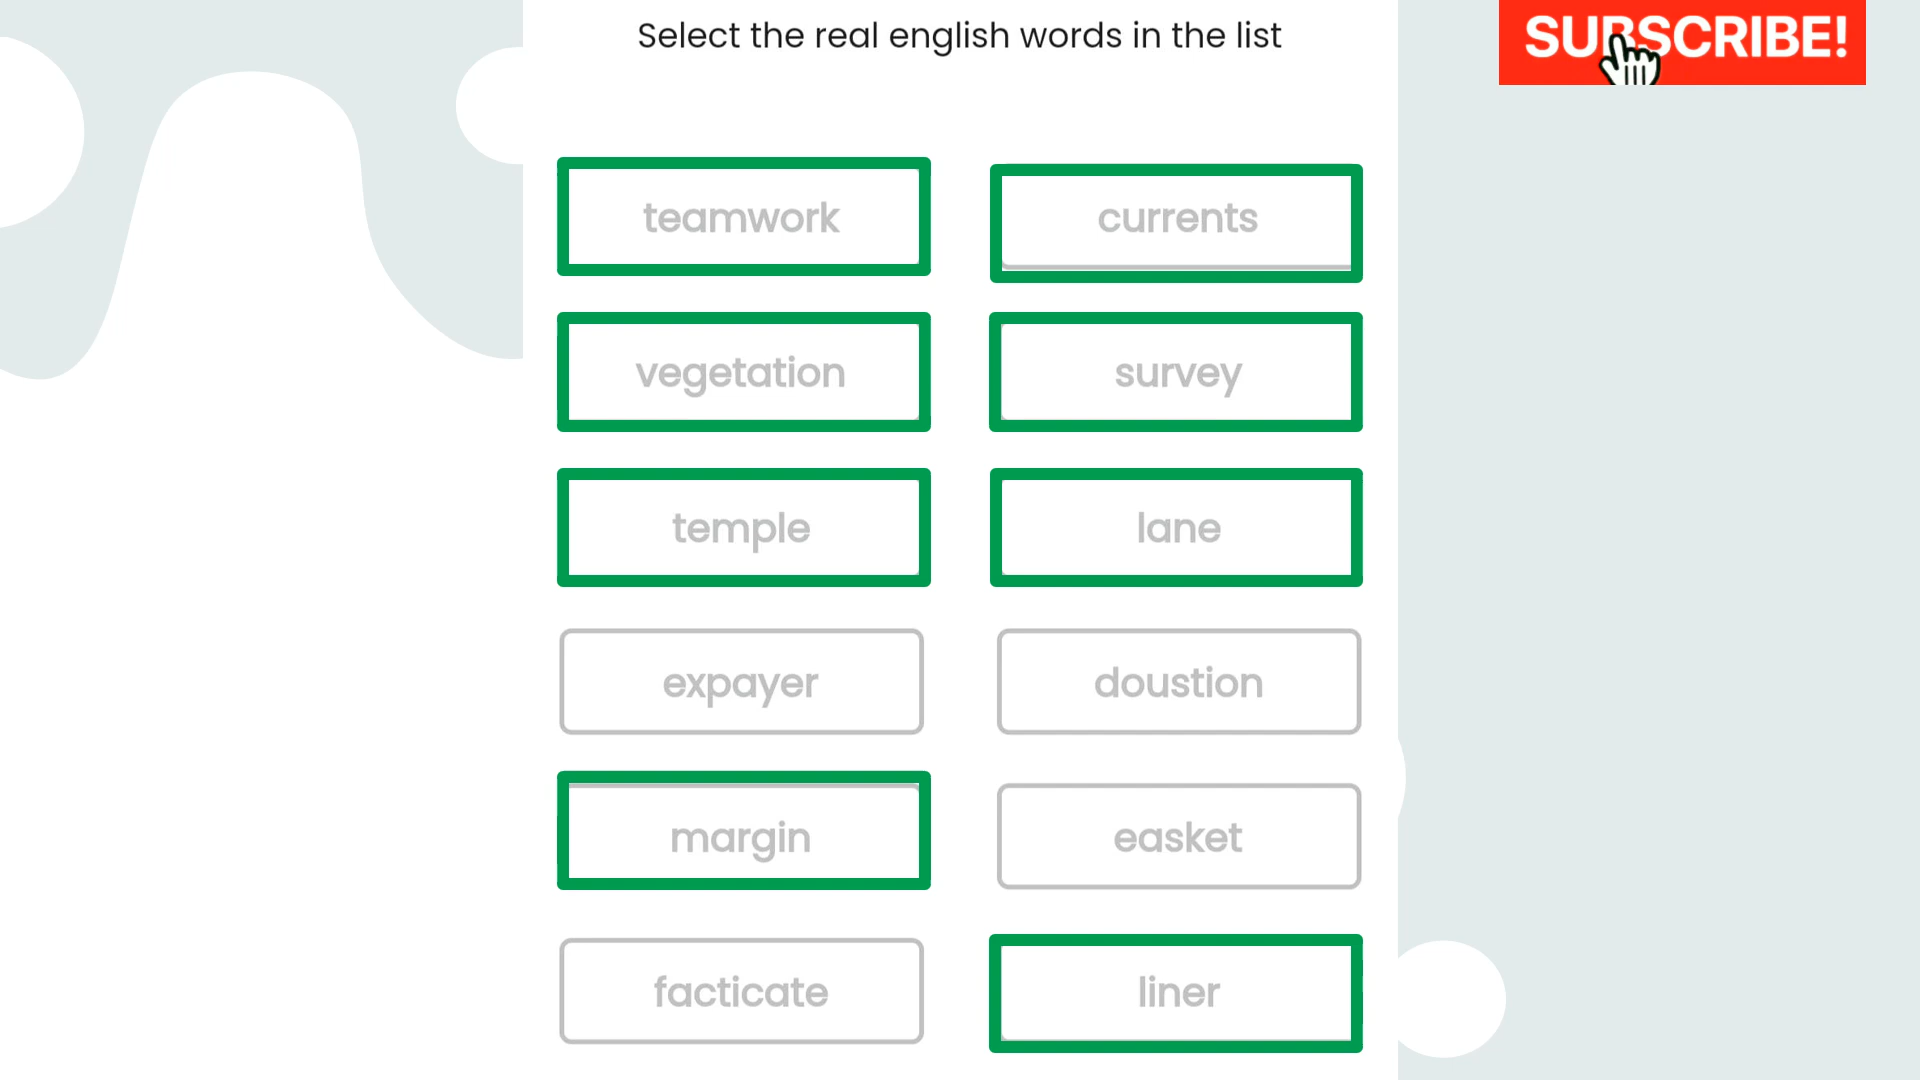 Select the real english words in the list
SUBSCRIBE!
teamwork
currents
vegetation
survey
temple
lane
expayer
doustion
margin
easket
facticate
liner